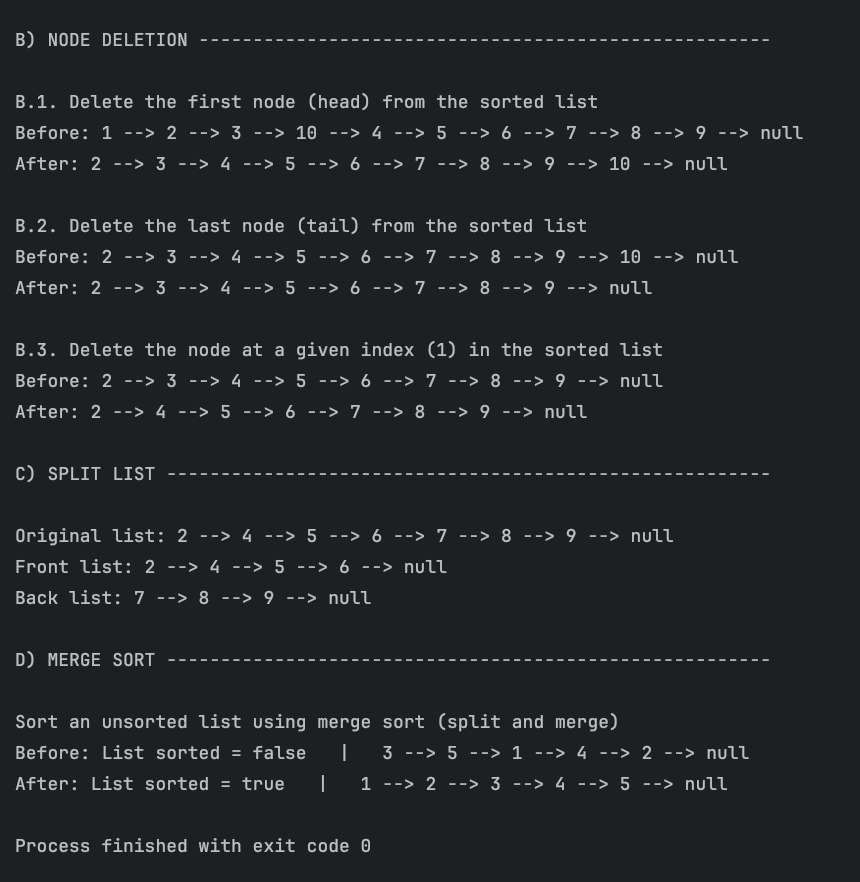 B) NODE DELETION -----------------------------------------------------
B.1. Delete the first node (head) from the sorted list
Before: 1 --> 2 --> 3 --> 10 --> 4 --> 5 --> 6 --> 7 --> 8 --> 9 --> null
After: 2 --> 3 --> 4 --> 5 --> 6 --> 7 --> 8 --> 9 --> 10 --> null
B.2. Delete the last node (tail) from the sorted list
Before: 2 --> 3 --> 4 --> 5 --> 6 --> 7 --> 8 --> 9 --> 10 --> null
After: 2 --> 3 --> 4 --> 5 --> 6 --> 7 --> 8 --> 9 --> null
B.3. Delete the node at a given index (1) in the sorted list
Before: 2 --> 3 --> 4 --> 5 --> 6 --> 7 --> 8 --> 9 --> null
After: 2 --> 4 --> 5 --> 6 --> 7 --> 8 --> 9 --> null
C) SPLIT LIST --------------------------------------------------------
Original list: 2 --> 4 --> 5 --> 6 --> 7 --> 8 --> 9 --> null
Front list: 2 --> 4 --> 5 --> 6 --> null
Back list: 7 --> 8 --> 9 --> null
D) MERGE SORT --------------------------------------------------------
Sort an unsorted list using merge sort (split and merge)
Before: List sorted = false   |   3 --> 5 --> 1 --> 4 --> 2 --> null
After: List sorted = true   |   1 --> 2 --> 3 --> 4 --> 5 --> null
Process finished with exit code 0